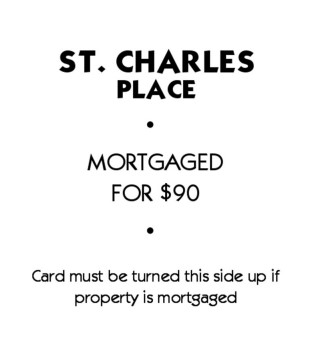 ST. CHARLES
PLACE
•
MORTGAGED
FOR $90
•
Card must be turned this side up if
property is mortgaged